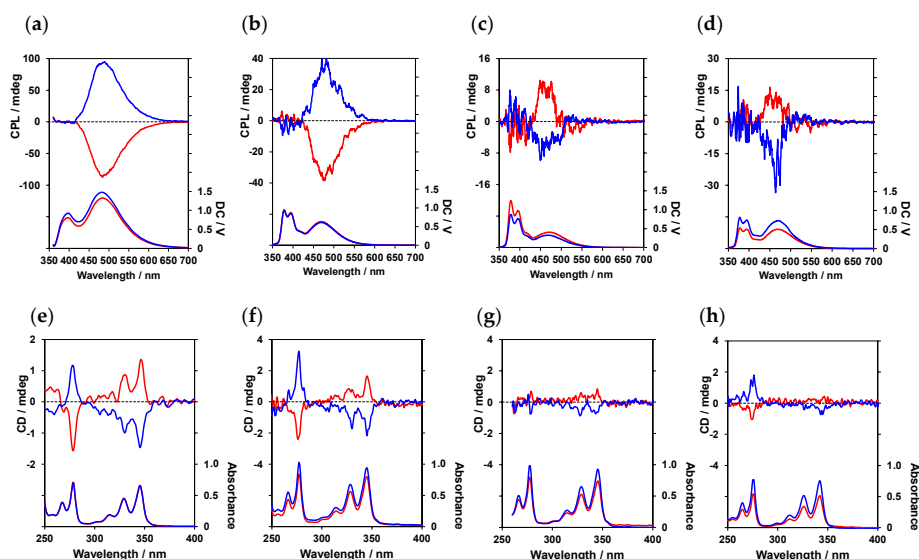 (a) (b) (c) (d)
100 50 0 -50 -100
CPL / mdeg
1.5 1.0 0.5 0
DC / V
350 400 450 500 550 600 650 700
Wavelength / nm
40 20 0 -20 -40
CPL / mdeg
1.5 1.0 0.5 0
DC / V
350 400 450 500 550 600 650 700
Wavelength / nm
16 8 0 -8 -16
CPL / mdeg
1.5 1.0 0.5 0
DC / V
350 400 450 500 550 600 650 700
Wavelength / nm
30 15 0 -15 -30
CPL / mdeg
1.5 1.0 0.5 0
DC / V
350 400 450 500 550 600 650 700
Wavelength / nm
(e) (f) (g) (h)
2 1 0 -1 -2
CD / mdeg
1.0 0.5 0
Absorbance
250 300 350 400
Wavelength / nm
4 2 0 -2 -4
CD / mdeg
1.0 0.5 0
Absorbance
250 300 350 400
Wavelength / nm
4 2 0 -2 -4
CD / mdeg
1.0 0.5 0
Absorbance
250 300 350 400
Wavelength / nm
4 2 0 -2 -4
CD / mdeg
1.0 0.5 0
Absorbance
250 300 350 400
Wavelength / nm